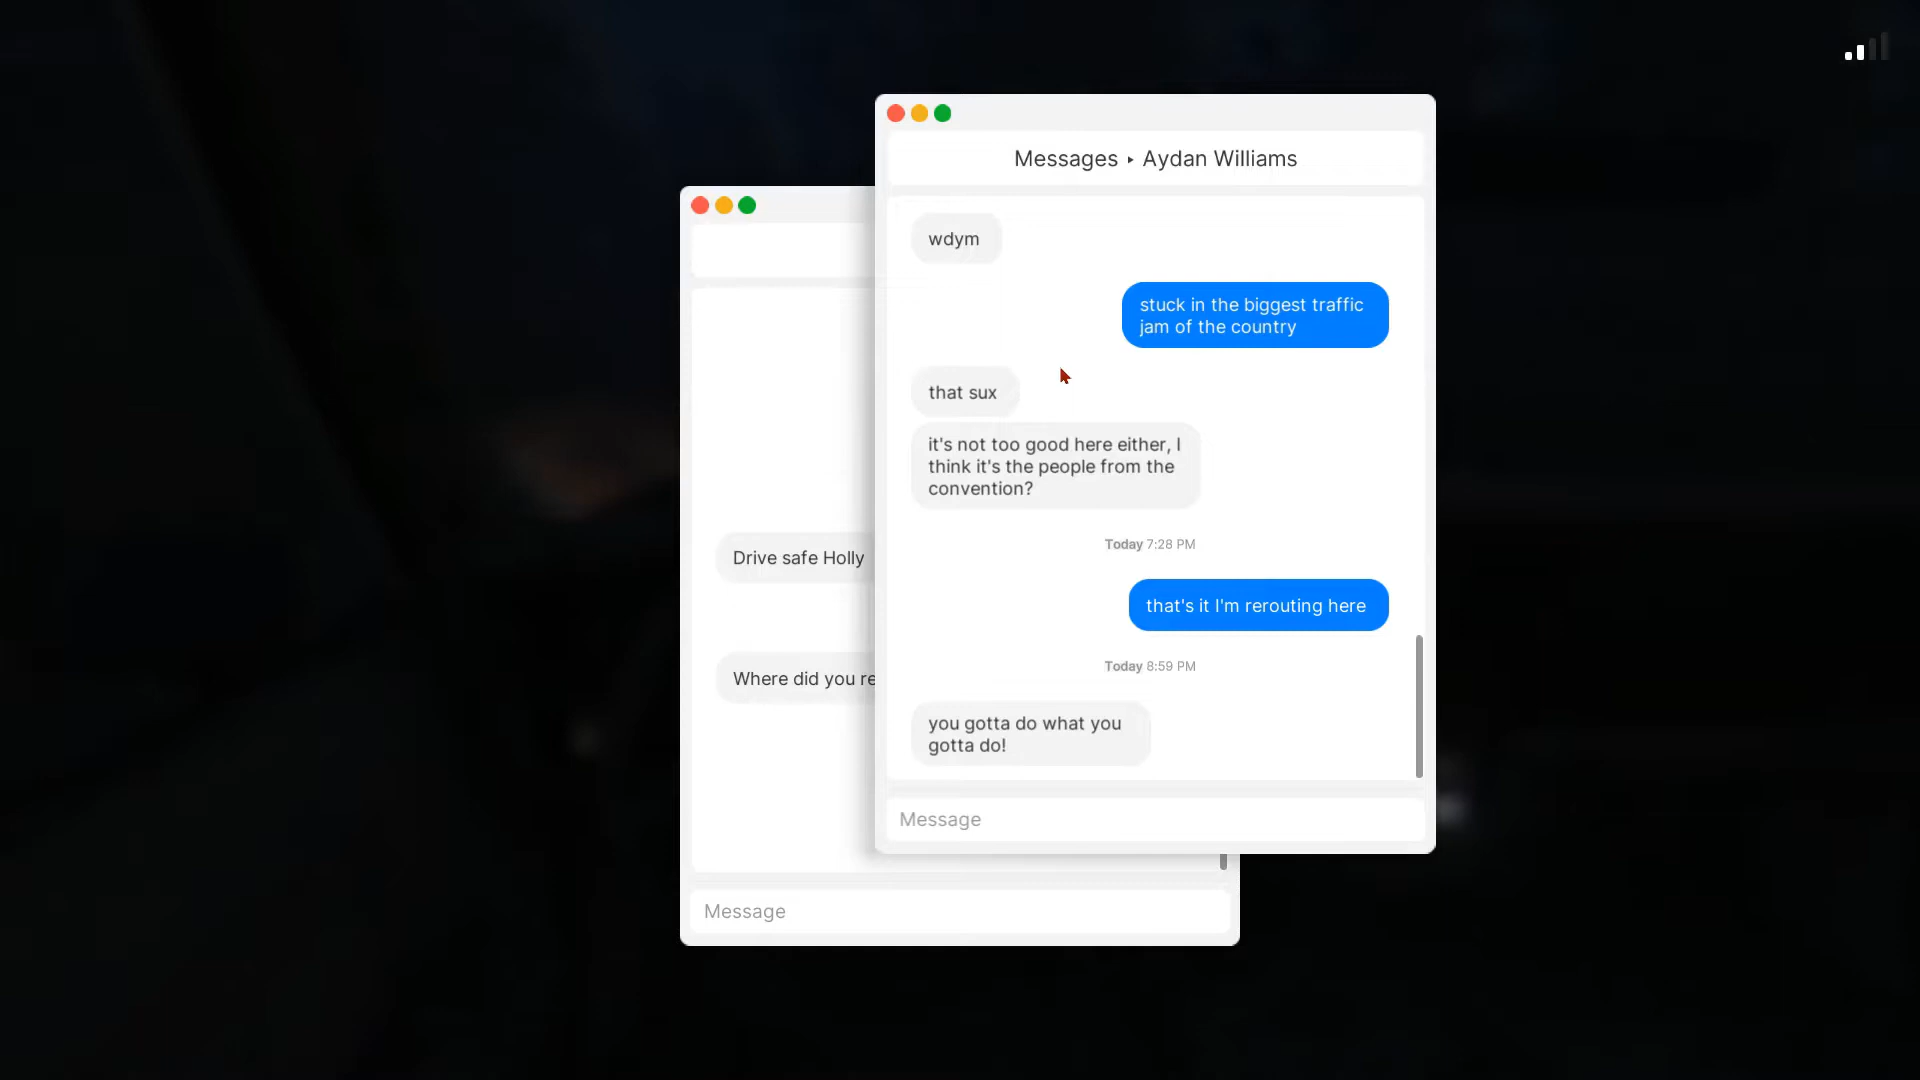 Messages ▸ Aydan Williams
wdym
stuck in the biggest traffic
jam of the country
that sux
it's not too good here either, I
think it's the people from the
convention?
Today 7:28 PM
that's it I'm rerouting here
Today 8:59 PM
you gotta do what you
gotta do!
Message
Drive safe Holly
Where did you re
Message